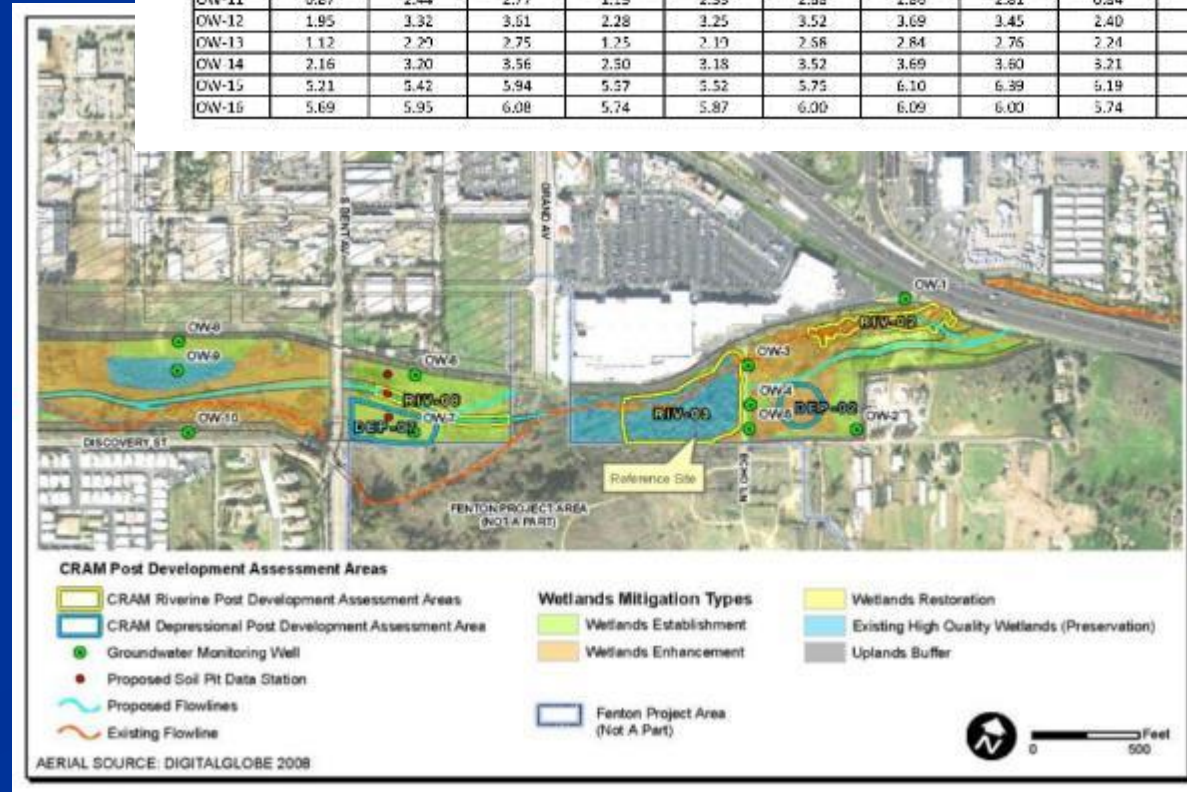 OW-12 1.95 3.32 3.61 2.28 3.25 3.52 3.69 3.45 2.40
OW-13 1.12 2.29 2.75 1.25 2.19 2.58 2.84 2.76 2.24
OW-14 2.16 3.20 3.56 2.50 3.18 3.52 3.69 3.60 3.21
OW-15 5.21 5.42 5.94 5.57 5.52 5.75 6.10 6.39 6.19
OW-16 5.69 5.95 6.08 5.74 5.87 6.00 6.09 6.00 5.74
S BENT AV
GRAND AV
OW-1
RIV-02
OW-8
OW-9
OW-6
OW-3
OW-4
RIV-08
RIV-03
DEP-02
OW-10
DEP-07
OW-7
OW-5
OW-2
DISCOVERY ST
Reference Site
ECHO LN
FENTON PROJECT AREA
(NOT A PART)
CRAM Post Development Assessment Areas
CRAM Riverine Post Development Assessment Areas
CRAM Depressional Post Development Assessment Area
Groundwater Monitoring Well
Proposed Soil Pit Data Station
Proposed Flowlines
Existing Flowline
Wetlands Mitigation Types
Wetlands Establishment
Wetlands Enhancement
Wetlands Restoration
Existing High Quality Wetlands (Preservation)
Uplands Buffer
Fenton Project Area
(Not A Part)
N
Feet
0 500
AERIAL SOURCE: DIGITALGLOBE 2008